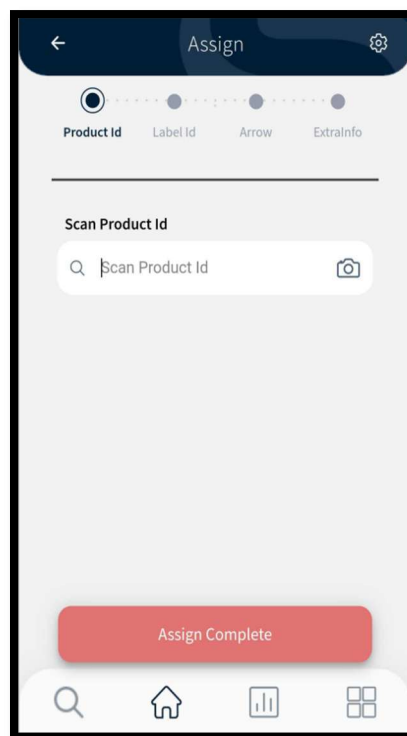 Assign
Product Id Label Id Arrow ExtraInfo
Scan Product Id
Scan Product Id
Assign Complete